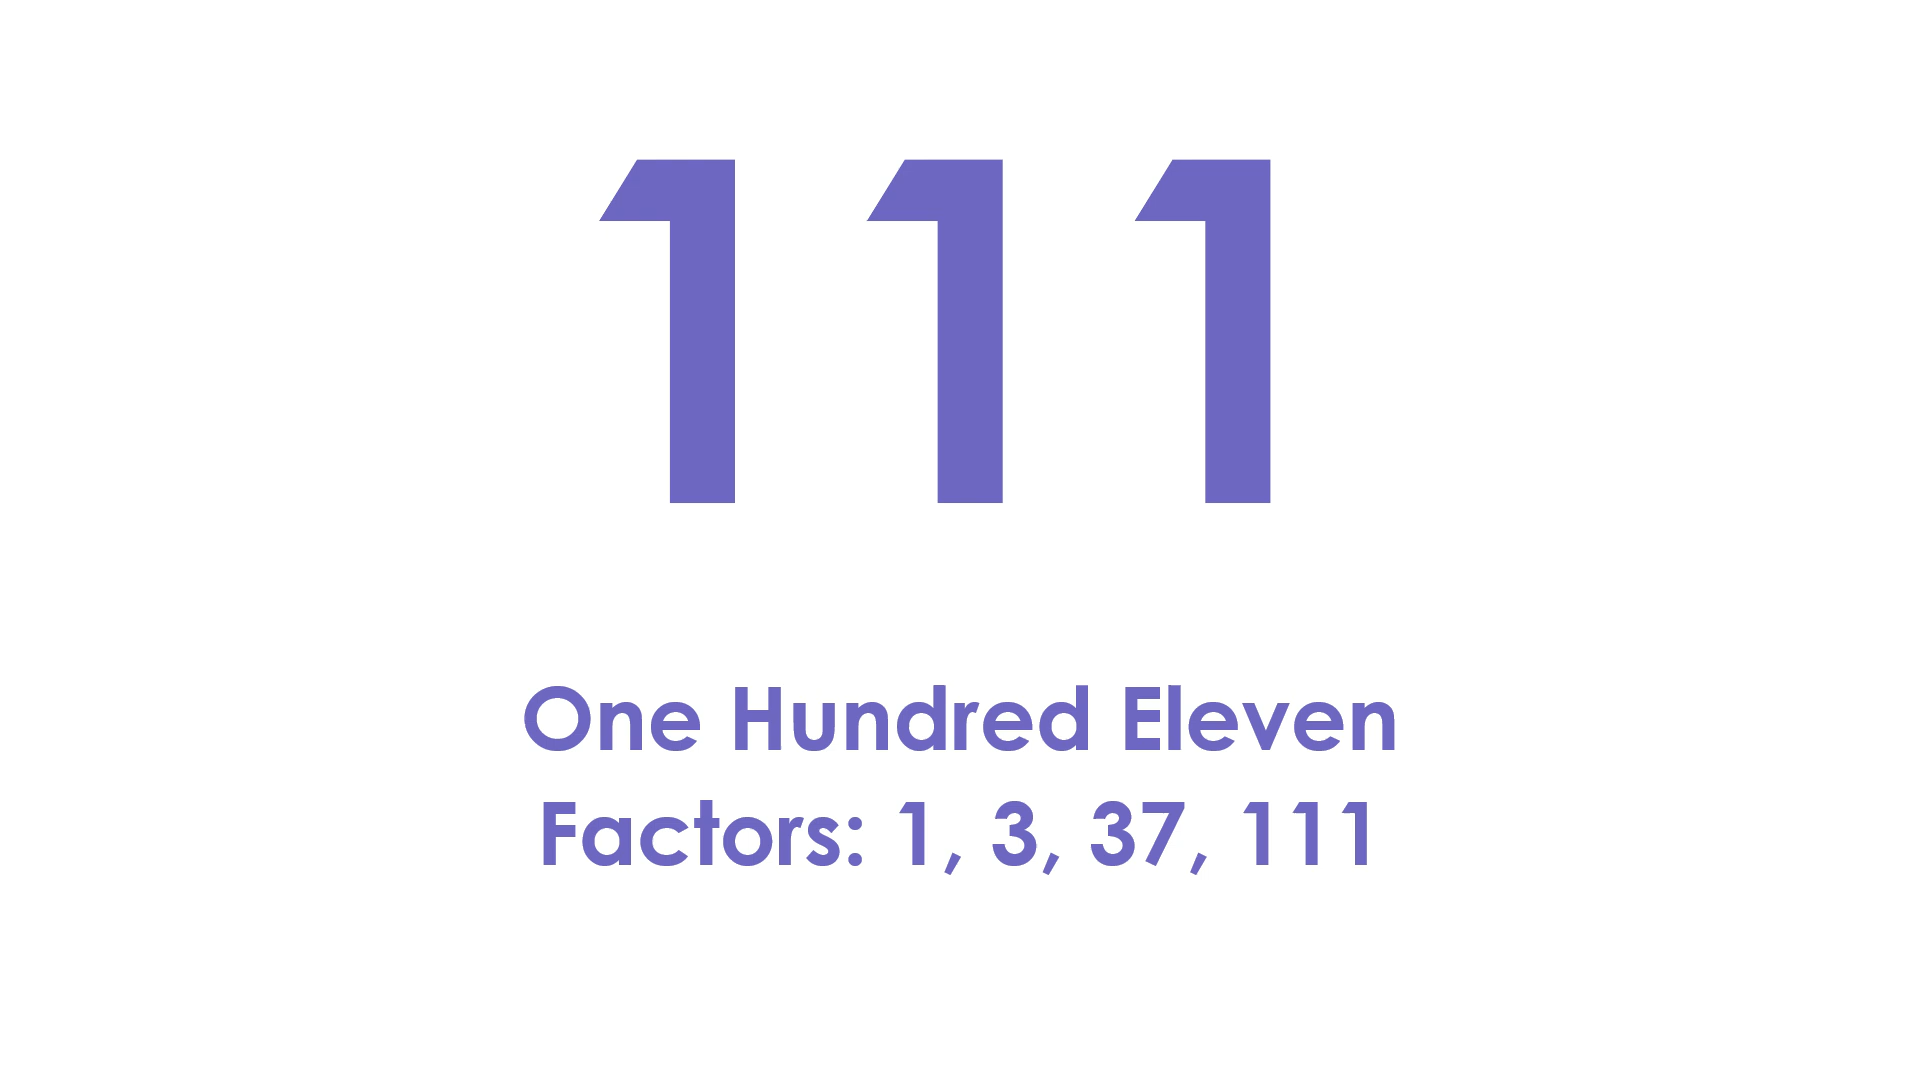 111
One Hundred Eleven
Factors: 1, 3, 37, 111